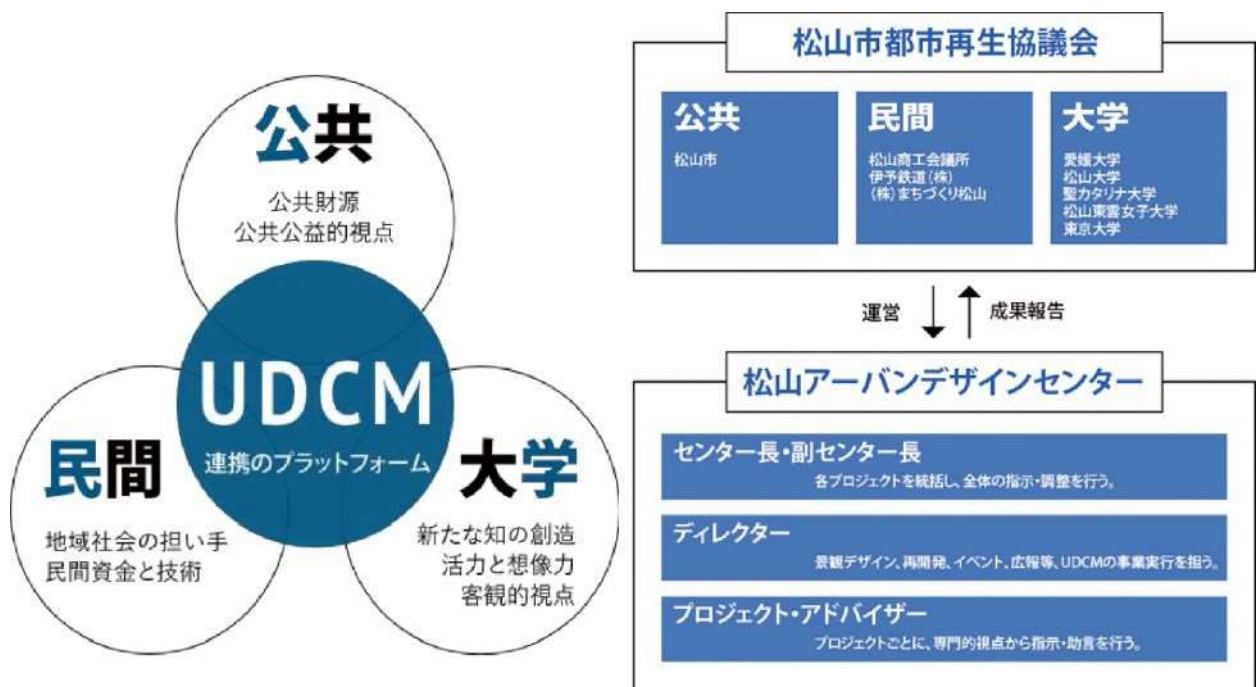 公共
公共財源
公共公益的視点
UDCM
連携のプラットフォーム
民間
地域社会の担い手
民間資金と技術
大学
新たな知の創造
活力と想像力
客観的視点
松山市都市再生協議会
公共
松山市
民間
松山商工会議所
伊予鉄道(株)
(株)まちづくり松山
大学
愛媛大学
松山大学
聖カタリナ大学
松山東雲女子大学
東京大学
運営
成果報告
松山アーバンデザインセンター
センター長・副センター長
各プロジェクトを統括し、全体の指示・調整を行う。
ディレクター
景観デザイン、再開発、イベント、広報等、UDCMの事業実行を担う。
プロジェクト・アドバイザー
プロジェクトごとに、専門的視点から指示・助言を行う。